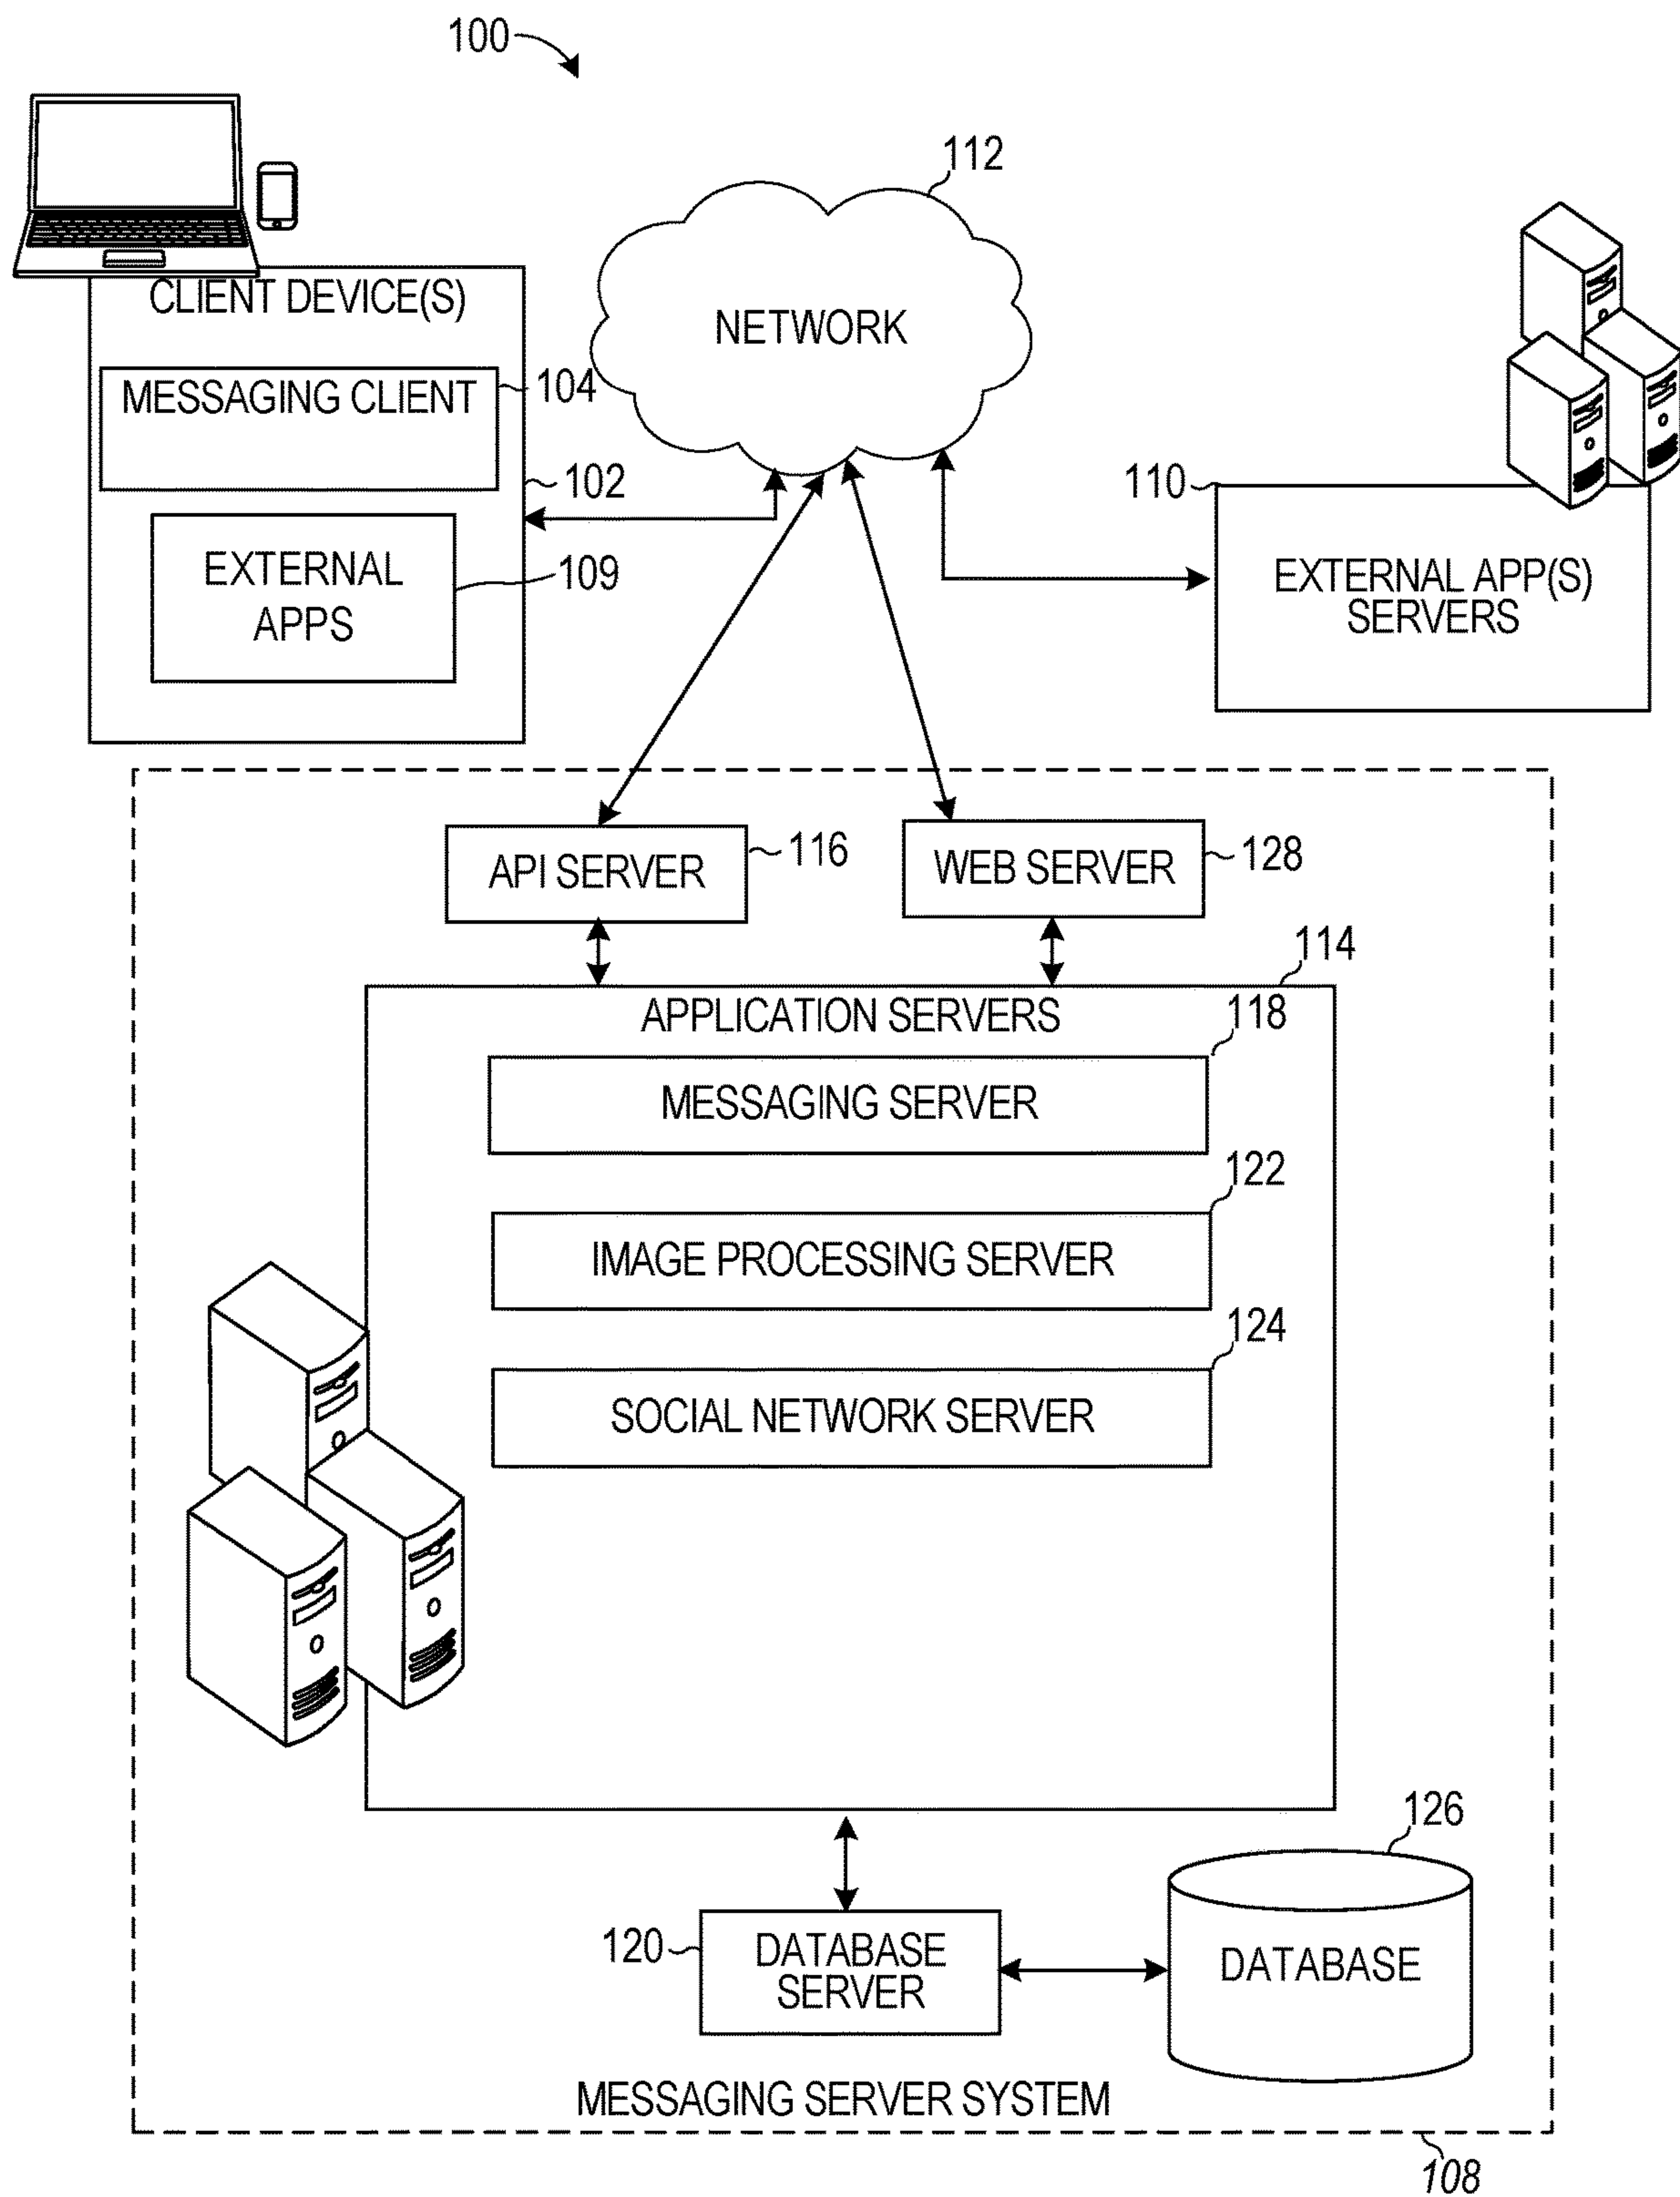 100
112
CLIENT DEVICE(S)
NETWORK
MESSAGING CLIENT
104
102
110
EXTERNAL
APPS
109
EXTERNAL APP(S)
SERVERS
API SERVER
116
WEB SERVER
128
114
APPLICATION SERVERS
118
MESSAGING SERVER
122
IMAGE PROCESSING SERVER
124
SOCIAL NETWORK SERVER
126
120
DATABASE
SERVER
DATABASE
MESSAGING SERVER SYSTEM
108